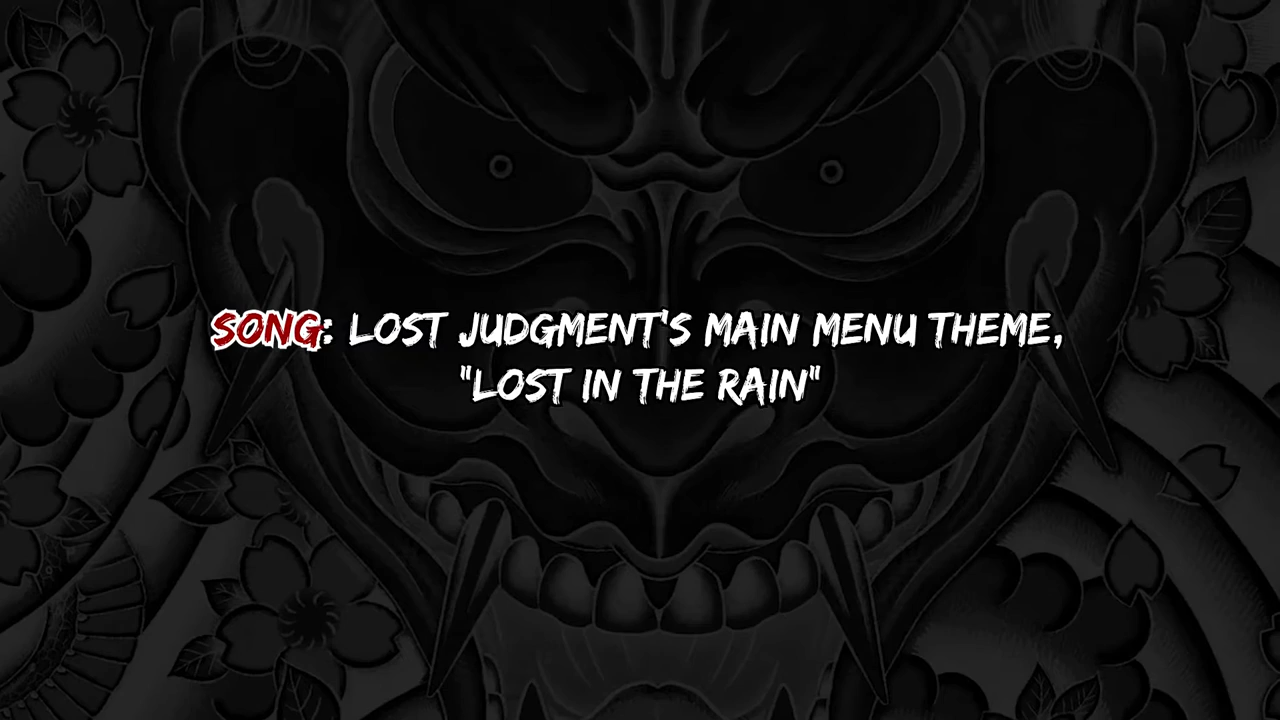 SONG: LOST JUDGMENT'S MAIN MENU THEME,
"LOST IN THE RAIN"